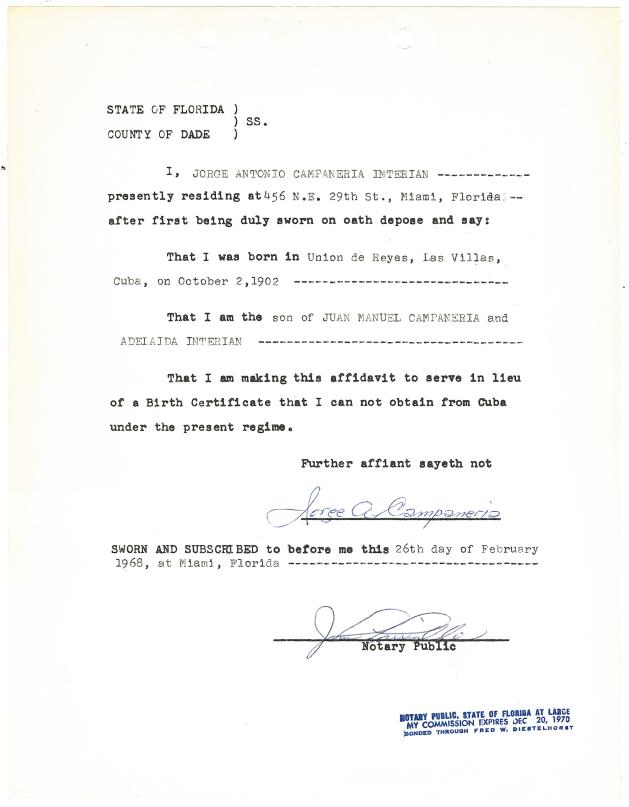 STATE OF FLORIDA )
) SS.
COUNTY OF DADE )
I, JORGE ANTONIO CAMPANERIA INTERIAN -------------
presently residing at 456 N.E. 29th St., Miami, Florida --
after first being duly sworn on oath depose and say:
That I was born in Union de Reyes, Las Villas,
Cuba, on October 2,1902 ------------------------------
That I am the son of JUAN MANUEL CAMPANERIA and
ADELAIDA INTERIAN -------------------------------------
That I am making this affidavit to serve in lieu
of a Birth Certificate that I can not obtain from Cuba
under the present regime.
Further affiant sayeth not
Jorge A Campaneria
SWORN AND SUBSCRIBED to before me this 26th day of February
1968, at Miami, Florida -----------------------------------
Notary Public
NOTARY PUBLIC, STATE OF FLORIDA AT LARGE
MY COMMISSION EXPIRES DEC 20, 1970
BONDED THROUGH FRED W. DIESTELHORST